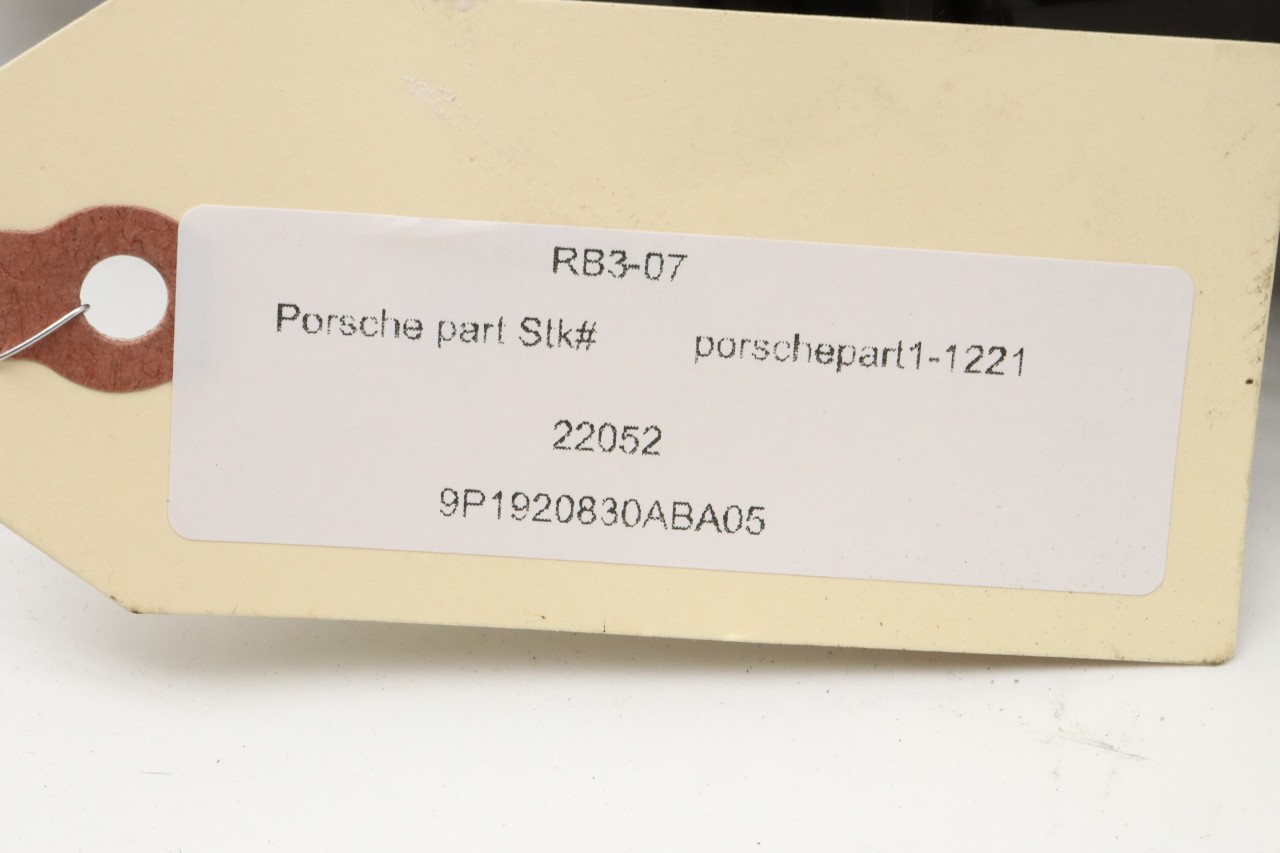 RB3-07
Porsche part Stk# porschepart1-1221
22052
9P1920830ABA05